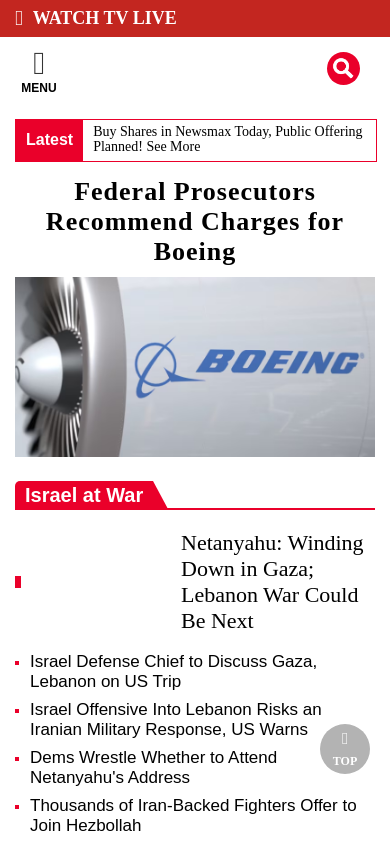 WATCH TV LIVE
MENU
Latest
Buy Shares in Newsmax Today, Public Offering
Planned! See More
Federal Prosecutors
Recommend Charges for
Boeing
BOEING
Israel at War
Netanyahu: Winding
Down in Gaza;
Lebanon War Could
Be Next
Israel Defense Chief to Discuss Gaza,
Lebanon on US Trip
Israel Offensive Into Lebanon Risks an
Iranian Military Response, US Warns
TOP
Dems Wrestle Whether to Attend
Netanyahu's Address
Thousands of Iran-Backed Fighters Offer to
Join Hezbollah